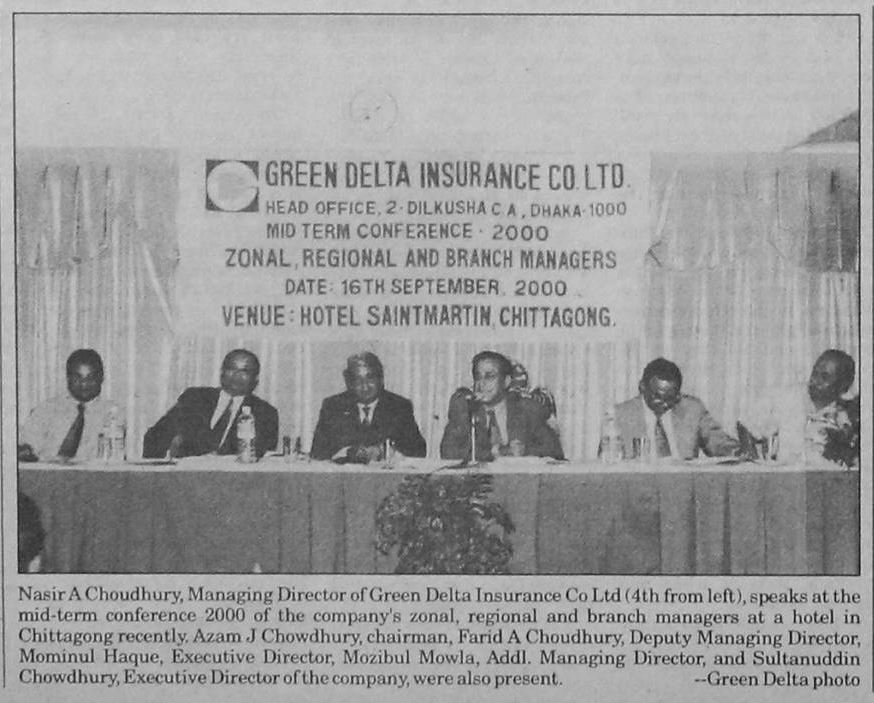 GREEN DELTA INSURANCE CO. LTD.
HEAD OFFICE, 2-DILKUSHA C A, DHAKA-1000
MID TERM CONFERENCE - 2000
ZONAL, REGIONAL AND BRANCH MANAGERS
DATE: 16TH SEPTEMBER, 2000
VENUE: HOTEL SAINTMARTIN, CHITTAGONG.
Nasir A Choudhury, Managing Director of Green Delta Insurance Co Ltd (4th from left), speaks at the
mid-term conference 2000 of the company's zonal, regional and branch managers at a hotel in
Chittagong recently. Azam J Chowdhury, chairman, Farid A Choudhury, Deputy Managing Director,
Mominul Haque, Executive Director, Mozibul Mowla, Addl. Managing Director, and Sultanuddin
Chowdhury, Executive Director of the company, were also present. --Green Delta photo